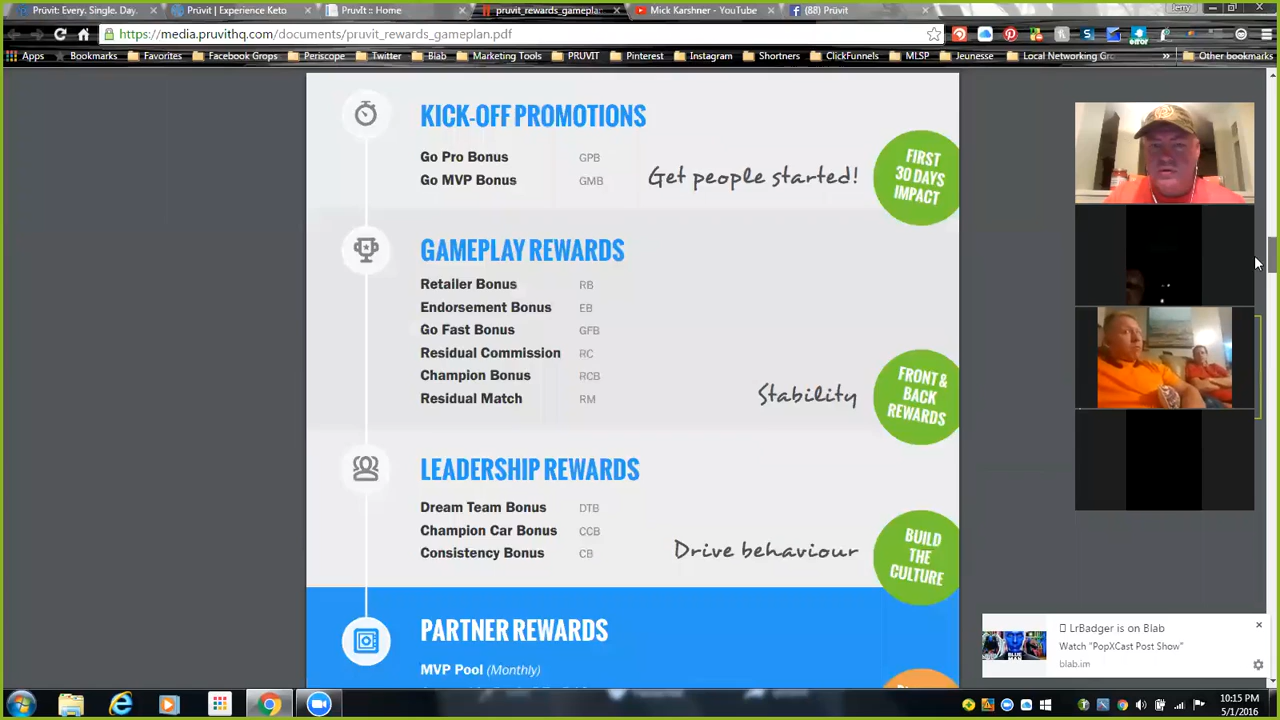 Prüvit: Every. Single. Day.
Prüvit | Experience Keto
PruvIt :: Home
pruvit_rewards_gameplan
Mick Karshner - YouTube
(88) Prüvit
Jerry
https://media.pruvithq.com/documents/pruvit_rewards_gameplan.pdf
Apps Bookmarks Favorites Facebook Grops Periscope Twitter Blab Marketing Tools PRUVIT Pinterest Instagram Shortners ClickFunnels MLSP Jeunesse Local Networking Gro » Other bookmarks
KICK-OFF PROMOTIONS
Go Pro Bonus GPB
Go MVP Bonus GMB
Get people started!
FIRST
30 DAYS
IMPACT
GAMEPLAY REWARDS
Retailer Bonus RB
Endorsement Bonus EB
Go Fast Bonus GFB
Residual Commission RC
Champion Bonus RCB
Residual Match RM
Stability
FRONT &
BACK
REWARDS
LEADERSHIP REWARDS
Dream Team Bonus DTB
Champion Car Bonus CCB
Consistency Bonus CB
Drive behaviour
BUILD
THE
CULTURE
PARTNER REWARDS
MVP Pool (Monthly)
LrBadger is on Blab
Watch "PopXCast Post Show"
blab.im
10:15 PM
5/1/2016